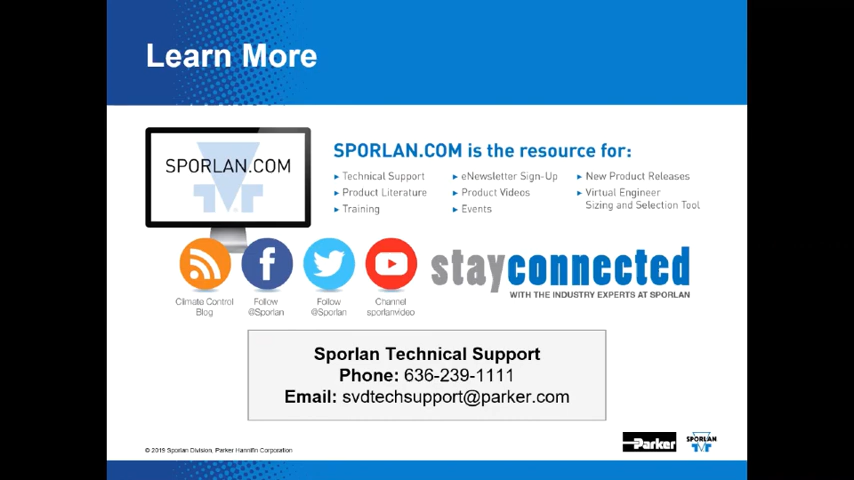 Learn More
SPORLAN.COM
SPORLAN.COM is the resource for:
▸ Technical Support
▸ Product Literature
▸ Training
▸ eNewsletter Sign-Up
▸ Product Videos
▸ Events
▸ New Product Releases
▸ Virtual Engineer
Sizing and Selection Tool
Climate Control
Blog
Follow
@Sporlan
Follow
@Sporlan
Channel
sporlanvideo
stayconnected
WITH THE INDUSTRY EXPERTS AT SPORLAN
Sporlan Technical Support
Phone: 636-239-1111
Email: svdtechsupport@parker.com
© 2019 Sporlan Division, Parker Hannifin Corporation
Parker
SPORLAN